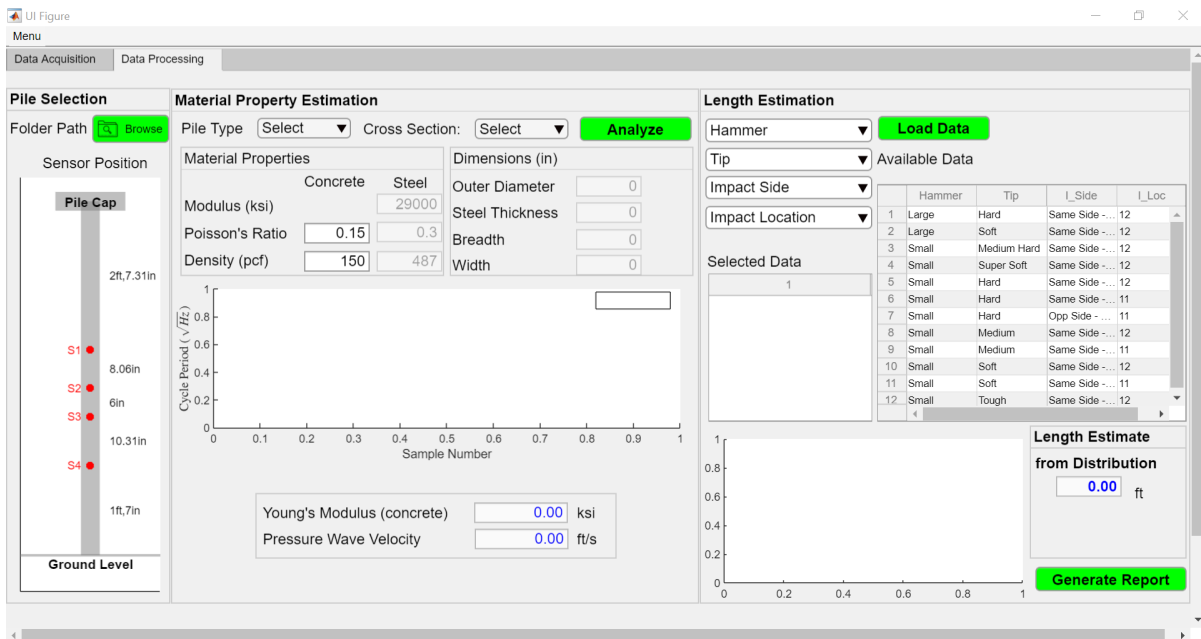 UI Figure
Menu
Data Acquisition Data Processing
Pile Selection
Folder Path Browse
Sensor Position
Pile Cap
2ft,7.31in
S1
8.06in
S2
6in
S3
10.31in
S4
1ft,7in
Ground Level
Material Property Estimation
Pile Type Select Cross Section: Select Analyze
Material Properties
Concrete Steel
Modulus (ksi) 29000
Poisson's Ratio 0.15 0.3
Density (pcf) 150 487
Dimensions (in)
Outer Diameter 0
Steel Thickness 0
Breadth 0
Width 0
Cycle Period (√Hz)
1
0.8
0.6
0.4
0.2
0
0 0.1 0.2 0.3 0.4 0.5 0.6 0.7 0.8 0.9 1
Sample Number
Young's Modulus (concrete) 0.00 ksi
Pressure Wave Velocity 0.00 ft/s
Length Estimation
Hammer Load Data
Tip Available Data
Impact Side
Impact Location
Selected Data
1
Hammer Tip I_Side I_Loc
1 Large Hard Same Side -... 12
2 Large Soft Same Side -... 12
3 Small Medium Hard Same Side -... 12
4 Small Super Soft Same Side -... 12
5 Small Hard Same Side -... 12
6 Small Hard Same Side -... 11
7 Small Hard Opp Side - ... 11
8 Small Medium Same Side -... 12
9 Small Medium Same Side -... 11
10 Small Soft Same Side -... 12
11 Small Soft Same Side -... 11
12 Small Tough Same Side -... 12
1
0.8
0.6
0.4
0.2
0
0 0.2 0.4 0.6 0.8 1
Length Estimate
from Distribution
0.00 ft
Generate Report